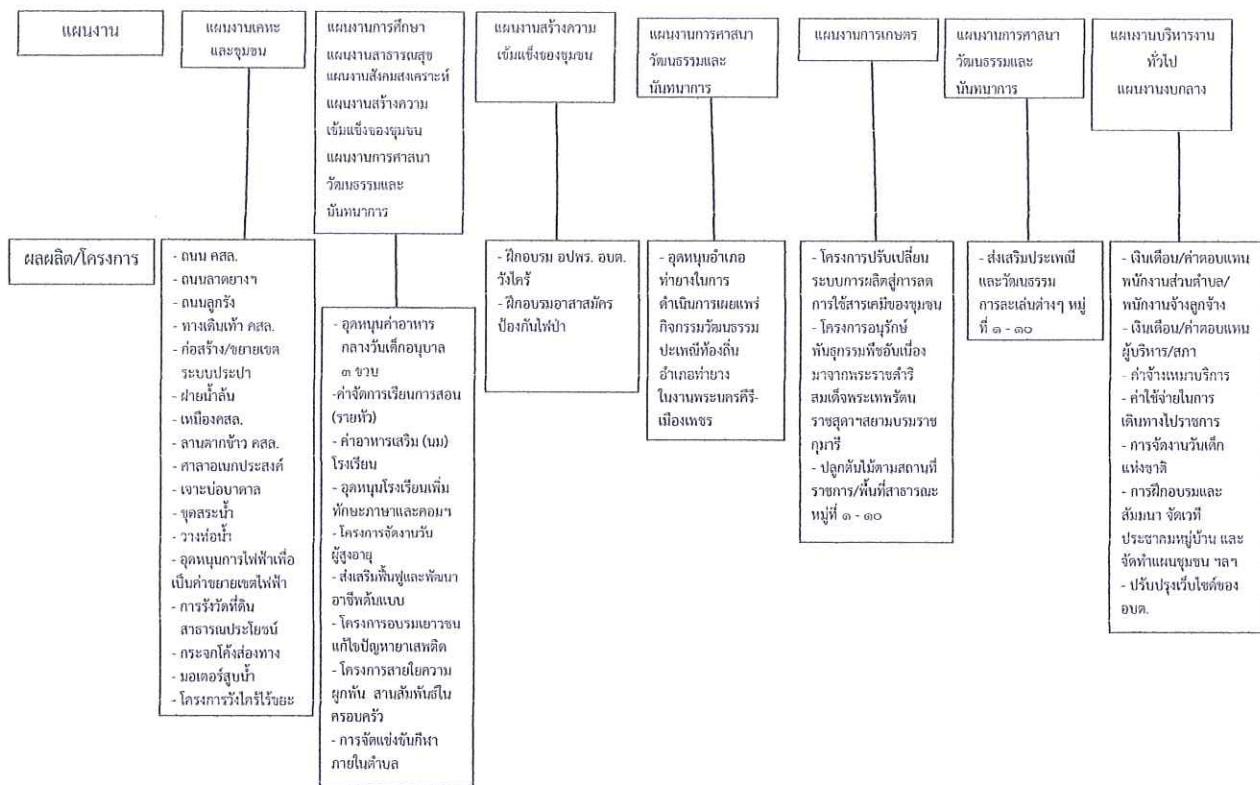 แผนงาน
แผนงานเคหะ
และชุมชน
แผนงานการศึกษา
แผนงานสาธารณสุข
แผนงานสังคมสงเคราะห์
แผนงานสร้างความ
เข้มแข็งของชุมชน
แผนงานการศาสนา
วัฒนธรรมและ
นันทนาการ
แผนงานสร้างความ
เข้มแข็งของชุมชน
แผนงานการศาสนา
วัฒนธรรมและ
นันทนาการ
แผนงานการเกษตร
แผนงานการศาสนา
วัฒนธรรมและ
นันทนาการ
แผนงานบริหารงาน
ทั่วไป
แผนงานงบกลาง
ผลผลิต/โครงการ
- ถนน คสล.
- ถนนลาดยางฯ
- ถนนลูกรัง
- ทางเดินเท้า คสล.
- ก่อสร้าง/ขยายเขต
ระบบประปา
- ฝายน้ำล้น
- เหมืองคสล.
- ลานตากข้าว คสล.
- ศาลาอเนกประสงค์
- เจาะบ่อบาดาล
- ขุดสระน้ำ
- วางท่อน้ำ
- อุดหนุนการไฟฟ้าเพื่อ
เป็นค่าขยายเขตไฟฟ้า
- การรังวัดที่ดิน
สาธารณประโยชน์
- กระจกโค้งส่องทาง
- มอเตอร์สูบน้ำ
- โครงการวังไคร้ไร้ขยะ
- อุดหนุนค่าอาหาร
กลางวันเด็กอนุบาล
๓ ขวบ
-ค่าจัดการเรียนการสอน
(รายหัว)
- ค่าอาหารเสริม (นม)
โรงเรียน
- อุดหนุนโรงเรียนเพิ่ม
ทักษะภาษาและคอมฯ
- โครงการจัดงานวัน
ผู้สูงอายุ
- ส่งเสริมฟื้นฟูและพัฒนา
อาชีพต้นแบบ
- โครงการอบรมเยาวชน
แก้ไขปัญหายาเสพติด
- โครงการสายใยความ
ผูกพัน สานสัมพันธ์ใน
ครอบครัว
- การจัดแข่งขันกีฬา
ภายในตำบล
- ฝึกอบรม อปพร. อบต.
วังไคร้
- ฝึกอบรมอาสาสมัคร
ป้องกันไฟป่า
- อุดหนุนอำเภอ
ท่ายางในการ
ดำเนินการเผยแพร่
กิจกรรมวัฒนธรรม
ปะเพณีท้องถิ่น
อำเภอท่ายาง
ในงานพระนครคีรี-
เมืองเพชร
- โครงการปรับเปลี่ยน
ระบบการผลิตสู่การลด
การใช้สารเคมีของชุมชน
- โครงการอนุรักษ์
พันธุกรรมพืชอันเนื่อง
มาจากพระราชดำริ
สมเด็จพระเทพรัตน
ราชสุดาฯสยามบรมราช
กุมารี
- ปลูกต้นไม้ตามสถานที่
ราชการ/พื้นที่สาธารณะ
หมู่ที่ ๑ - ๑๐
- ส่งเสริมประเพณี
และวัฒนธรรม
การละเล่นต่างๆ หมู่
ที่ ๑ - ๑๐
- เงินเดือน/ค่าตอบแทน
พนักงานส่วนตำบล/
พนักงานจ้างลูกจ้าง
- เงินเดือน/ค่าตอบแทน
ผู้บริหาร/สภา
- ค่าจ้างเหมาบริการ
- ค่าใช้จ่ายในการ
เดินทางไปราชการ
- การจัดงานวันเด็ก
แห่งชาติ
- การฝึกอบรมและ
สัมมนา จัดเวที
ประชาคมหมู่บ้าน และ
จัดทำแผนชุมชน ฯลฯ
- ปรับปรุงเว็บไซต์ของ
อบต.